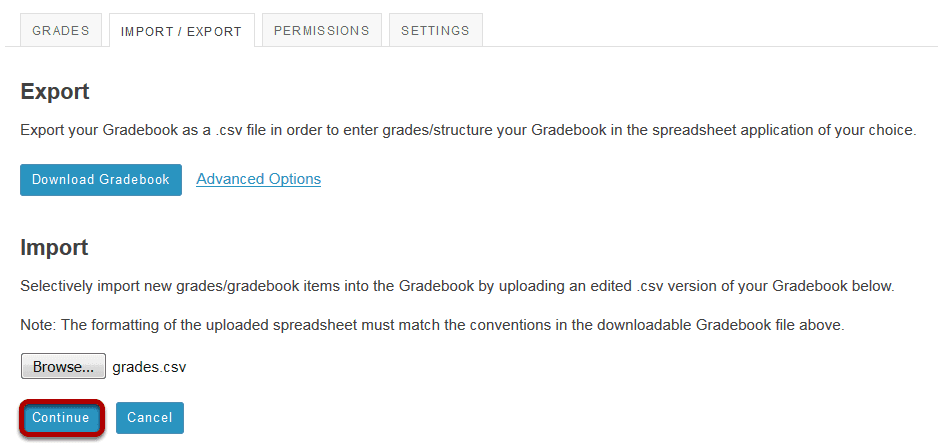 GRADES IMPORT / EXPORT PERMISSIONS SETTINGS
Export
Export your Gradebook as a .csv file in order to enter grades/structure your Gradebook in the spreadsheet application of your choice.
Download Gradebook Advanced Options
Import
Selectively import new grades/gradebook items into the Gradebook by uploading an edited .csv version of your Gradebook below.
Note: The formatting of the uploaded spreadsheet must match the conventions in the downloadable Gradebook file above.
Browse... grades.csv
Continue Cancel